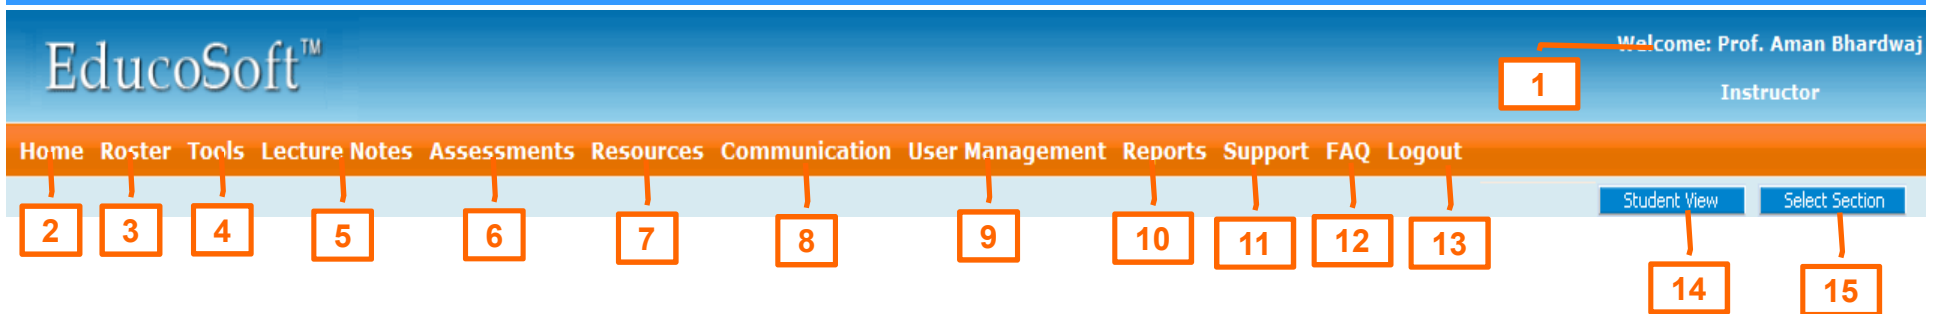 EducoSoft™
Welcome: Prof. Aman Bhardwaj
1
Instructor
Home Roster Tools Lecture Notes Assessments Resources Communication User Management Reports Support FAQ Logout
Student View Select Section
2 3 4 5 6 7 8 9 10 11 12 13
14 15